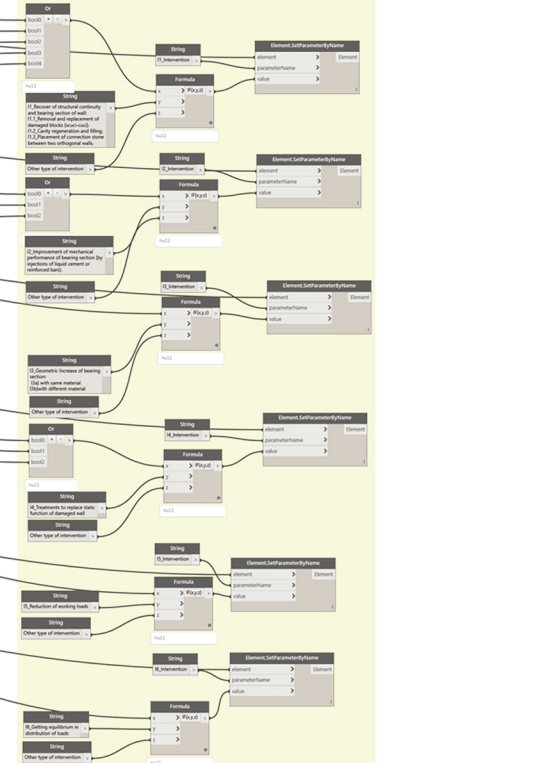 Or
bool0 + - >
bool1
bool2
bool3
bool4
null
String
I1_Intervention >
Element.SetParameterByName
element > Element
parameterName >
value >
Formula
x > IF(x,y,z) >
y >
z >
null
String
I1_Recover of structural continuity
and bearing section of wall:
I1.1_Removal and replacement of
damaged blocks (scuci-cuci).
I1.2_Cavity regeneration and filling.
I1.3_Placement of connection stone
between two orthogonal walls.
String
Other type of intervention >
String
I2_Intervention >
Element.SetParameterByName
element > Element
parameterName >
value >
Or
bool0 + - >
bool1
bool2
Formula
x > IF(x,y,z) >
y >
z >
null
String
I2_Improvement of mechanical
performance of bearing section (by
injections of liquid cement or
reinforced bars).
String
Other type of intervention >
String
I3_Intervention >
Element.SetParameterByName
element > Element
parameterName >
value >
Formula
x > IF(x,y,z) >
y >
z >
null
String
I3_Geometric Increase of bearing
section:
I3a) with same material
I3b)with different material
String
Other type of intervention >
String
I4_Intervention >
Element.SetParameterByName
element > Element
parameterName >
value >
Or
bool0 + - >
bool1
bool2
null
Formula
x > IF(x,y,z) >
y >
z >
null
String
I4_Treatments to replace static
function of damaged wall
String
Other type of intervention >
String
I5_Intervention >
Element.SetParameterByName
element > Element
parameterName >
value >
Formula
x > IF(x,y,z) >
y >
z >
null
String
I5_Reduction of working loads >
String
Other type of intervention >
String
I6_Intervention >
Element.SetParameterByName
element > Element
parameterName >
value >
Formula
x > IF(x,y,z) >
y >
z >
null
String
I6_Getting equilibrium in
distribution of loads
String
Other type of intervention >